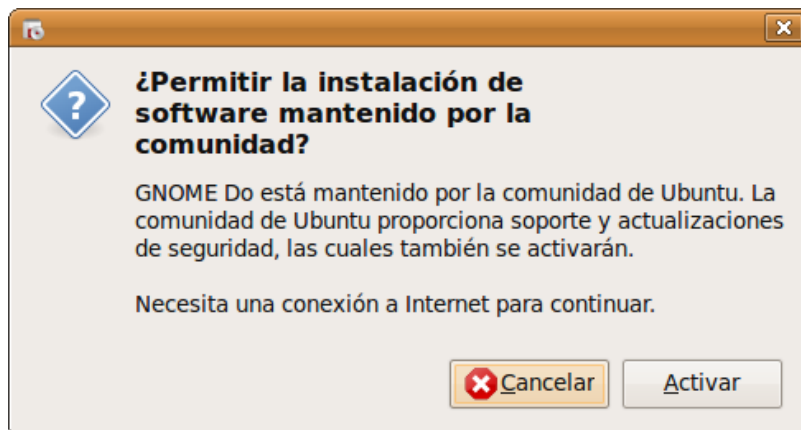 ¿Permitir la instalación de
software mantenido por la
comunidad?
GNOME Do está mantenido por la comunidad de Ubuntu. La
comunidad de Ubuntu proporciona soporte y actualizaciones
de seguridad, las cuales también se activarán.
Necesita una conexión a Internet para continuar.
Cancelar
Activar